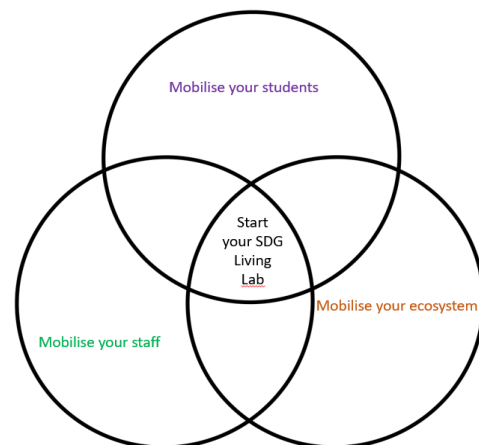 Mobilise your students
Start
your SDG
Living
Lab
Mobilise your ecosystem
Mobilise your staff